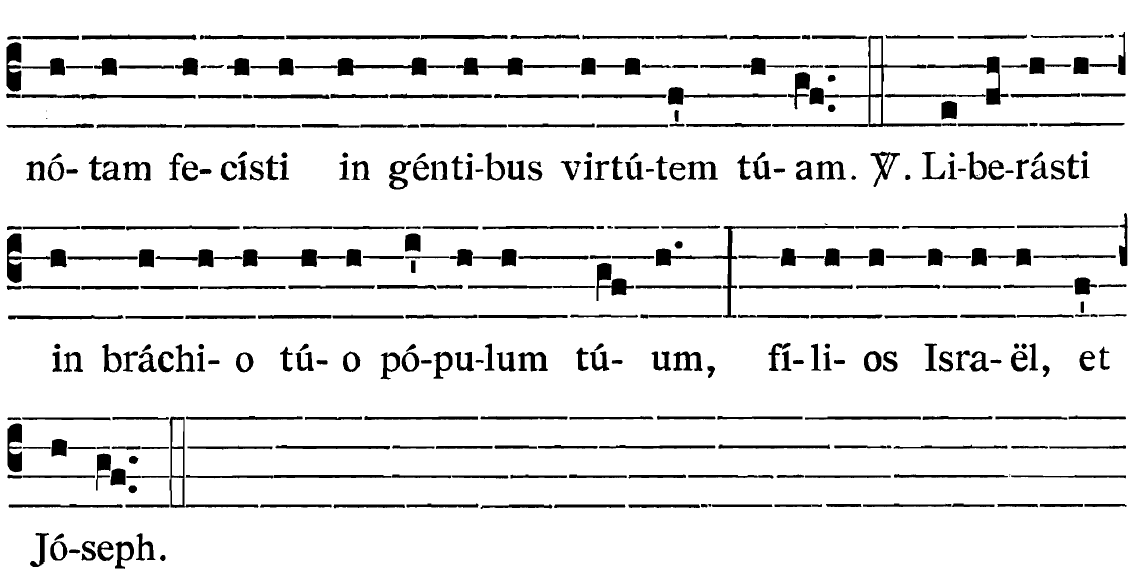 nó-tam fe-císti in génti-bus virtú-tem tú-am. ℣. Li-be-rásti
in bráchi-o tú-o pó-pu-lum tú-um, fí-li-os Isra-ël, et
Jó-seph.